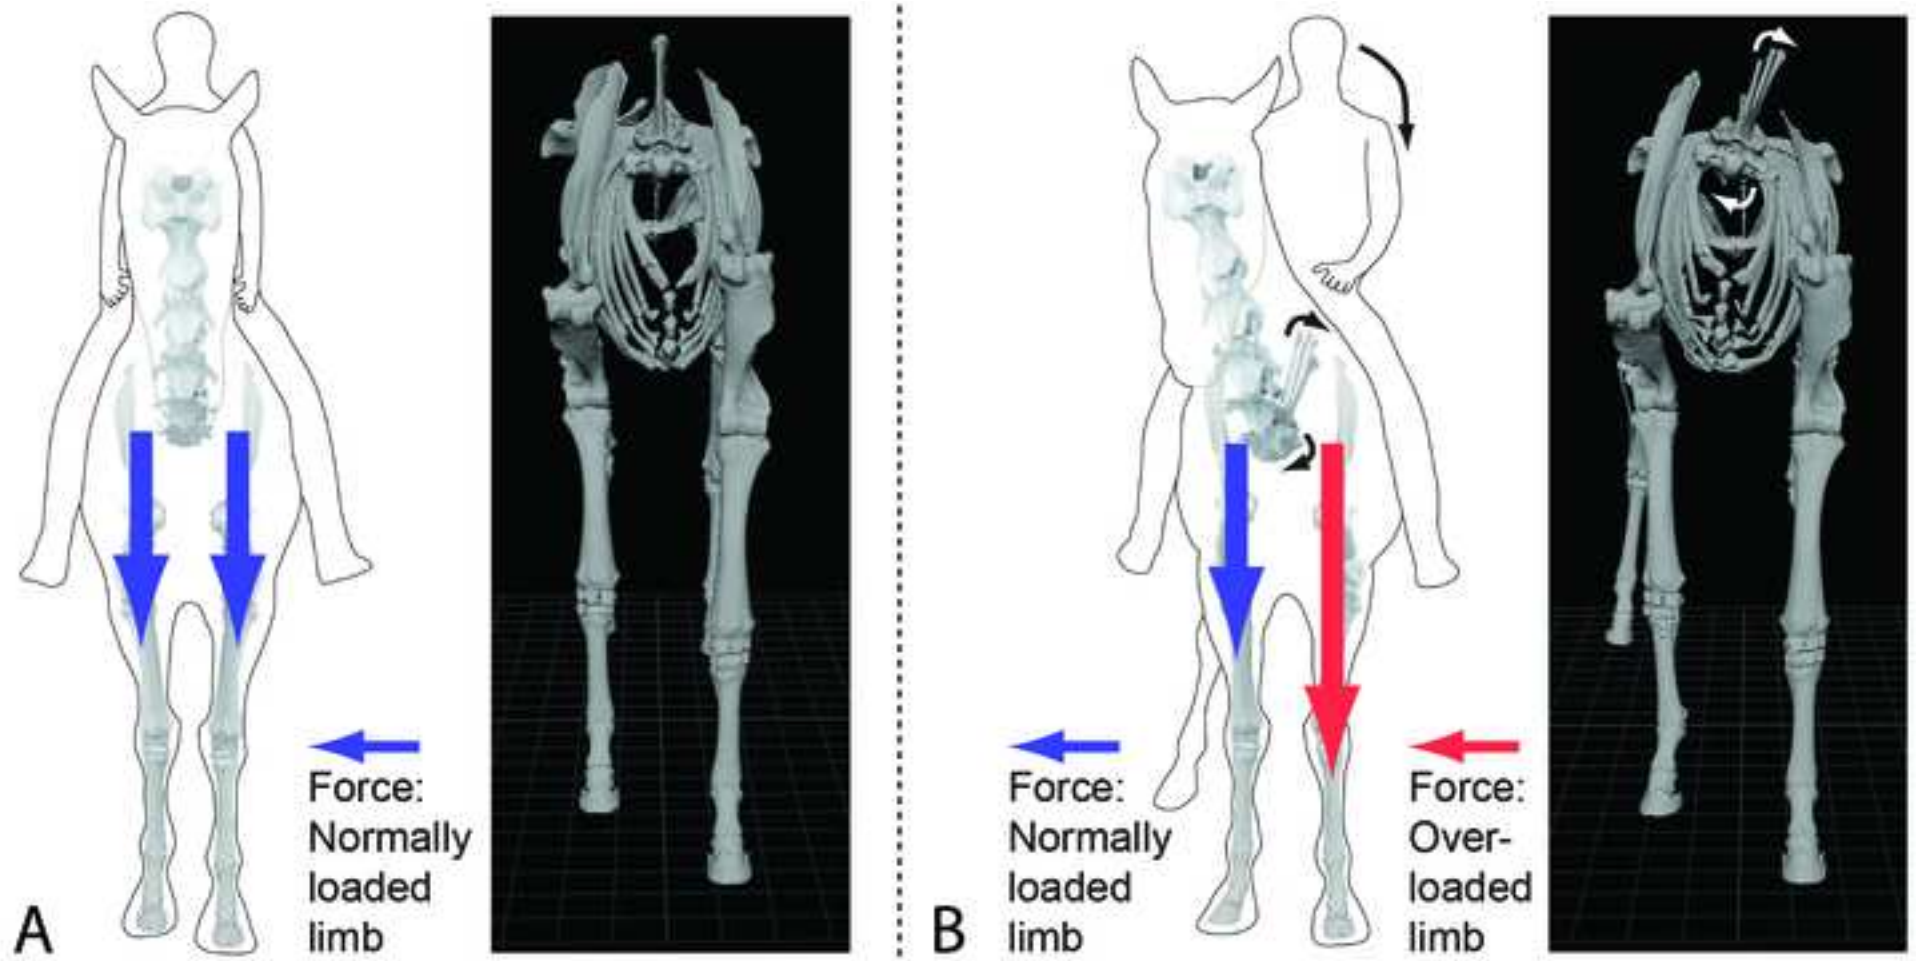 Force:
Normally
loaded
limb
A
Force:
Normally
loaded
limb
Force:
Over-
loaded
limb
B